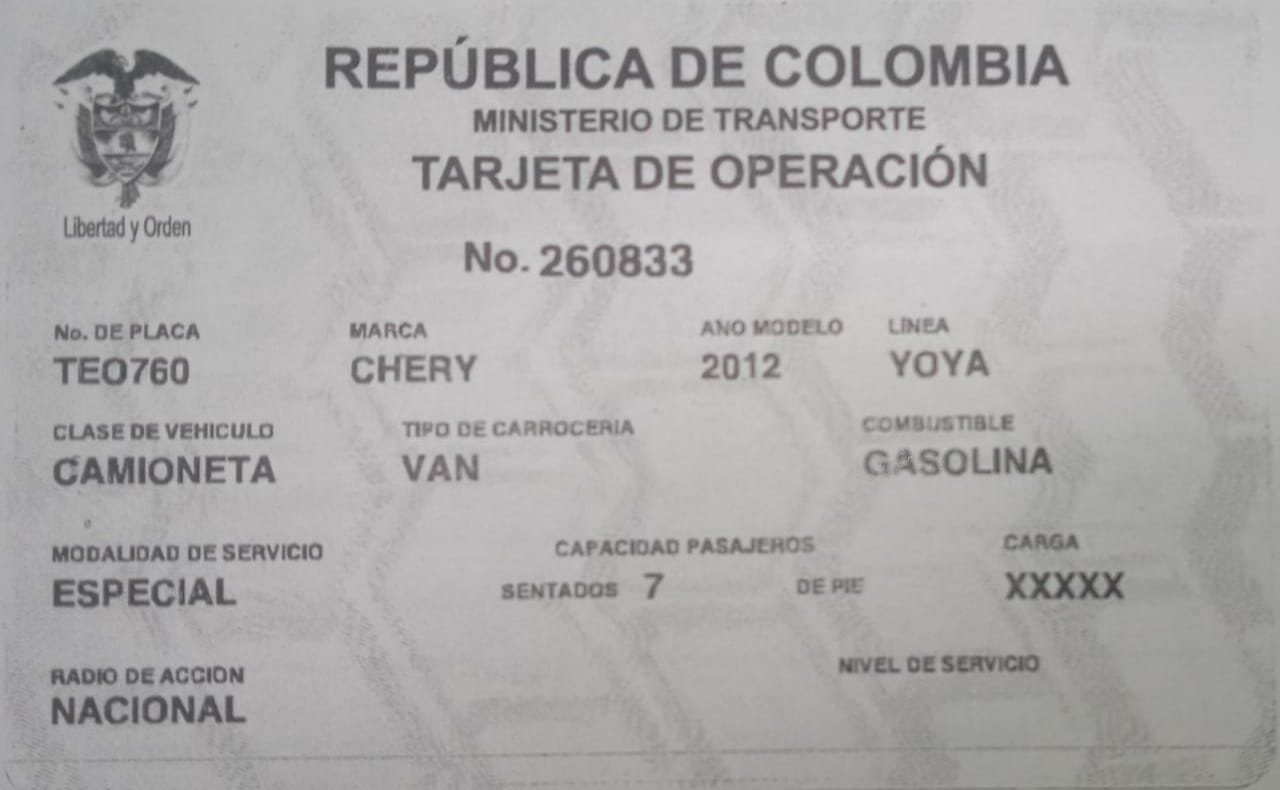 REPÚBLICA DE COLOMBIA
MINISTERIO DE TRANSPORTE
TARJETA DE OPERACIÓN
Libertad y Orden
No. 260833
No. DE PLACA MARCA ANO MODELO LINEA
TEO760 CHERY 2012 YOYA
CLASE DE VEHICULO TIPO DE CARROCERIA COMBUSTIBLE
CAMIONETA VAN GASOLINA
MODALIDAD DE SERVICIO CAPACIDAD PASAJEROS CARGA
ESPECIAL SENTADOS 7 DE PIE XXXXX
RADIO DE ACCION NIVEL DE SERVICIO
NACIONAL